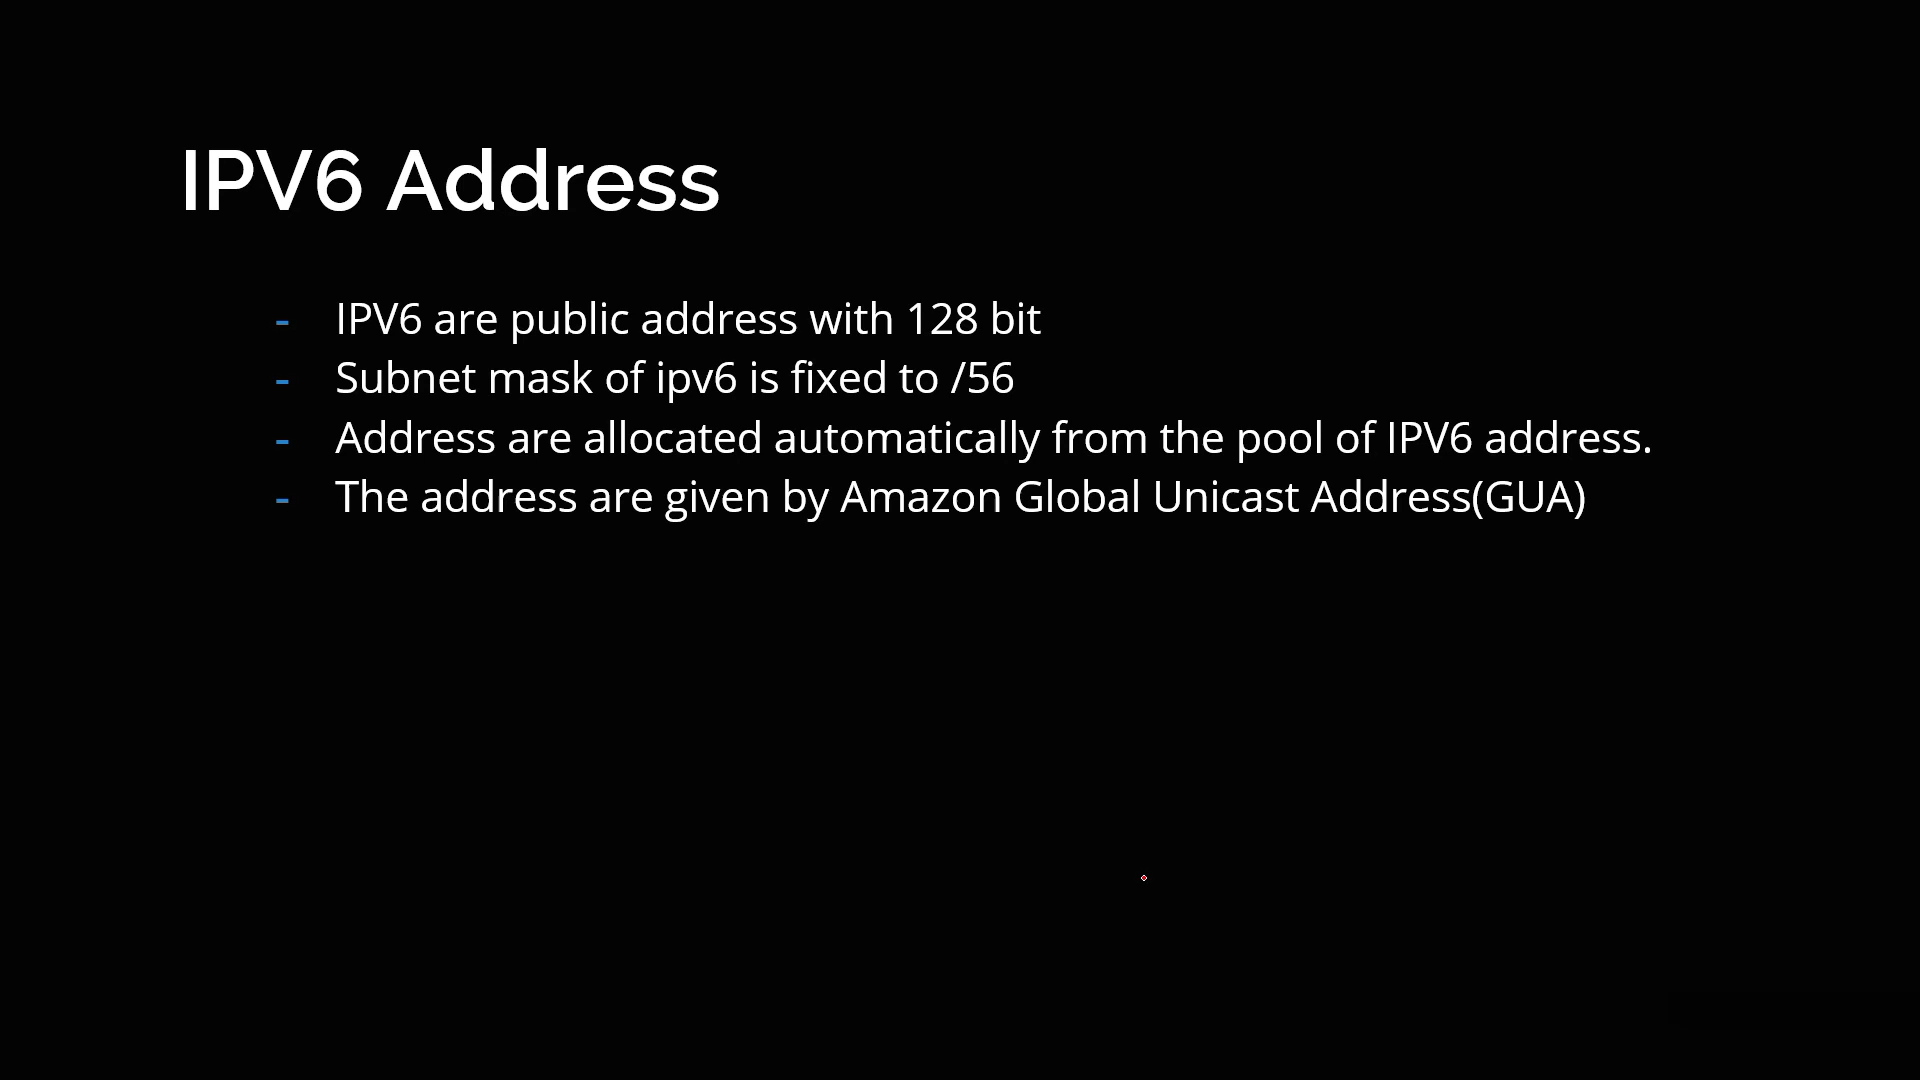 IPV6 Address
- IPV6 are public address with 128 bit
- Subnet mask of ipv6 is fixed to /56
- Address are allocated automatically from the pool of IPV6 address.
- The address are given by Amazon Global Unicast Address(GUA)